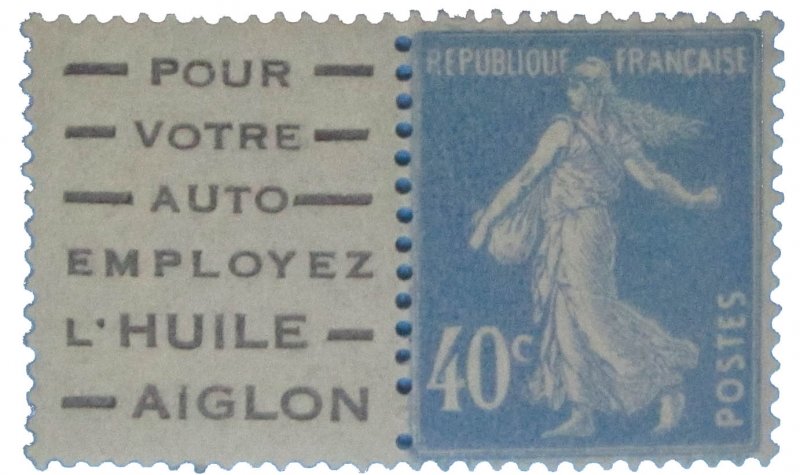 — POUR —
— VOTRE —
— AUTO —
EMPLOYEZ
L'HUILE —
— AIGLON
REPUBLIQUE FRANÇAISE
40c
POSTES